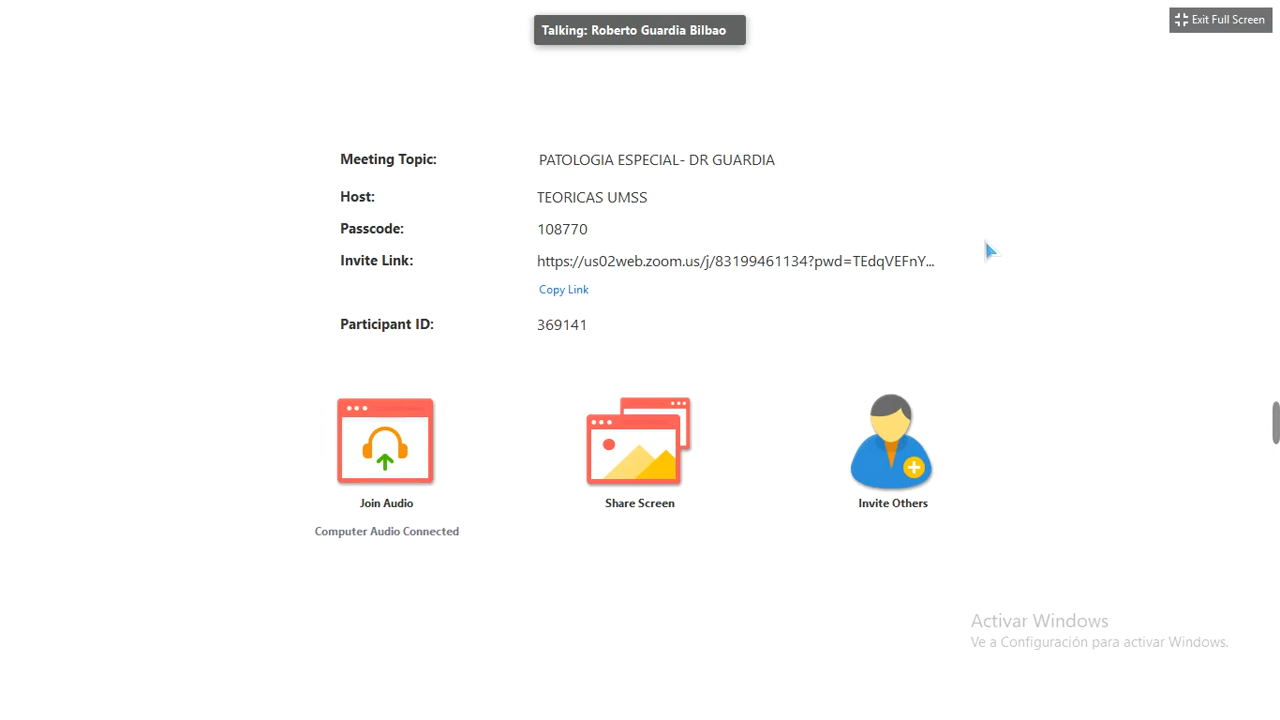 Talking: Roberto Guardia Bilbao
Exit Full Screen
Meeting Topic: PATOLOGIA ESPECIAL- DR GUARDIA
Host: TEORICAS UMSS
Passcode: 108770
Invite Link: https://us02web.zoom.us/j/83199461134?pwd=TEdqVEFnY...
Copy Link
Participant ID: 369141
Join Audio
Share Screen
Invite Others
Computer Audio Connected
Activar Windows
Ve a Configuración para activar Windows.